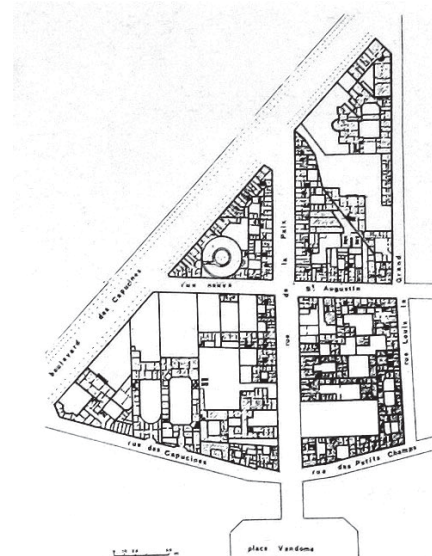 boulevard des Capucines
rue neuve St Augustin
rue de la Paix
rue Louis le Grand
rue des Capucines
rue des Petits Champs
place Vendome